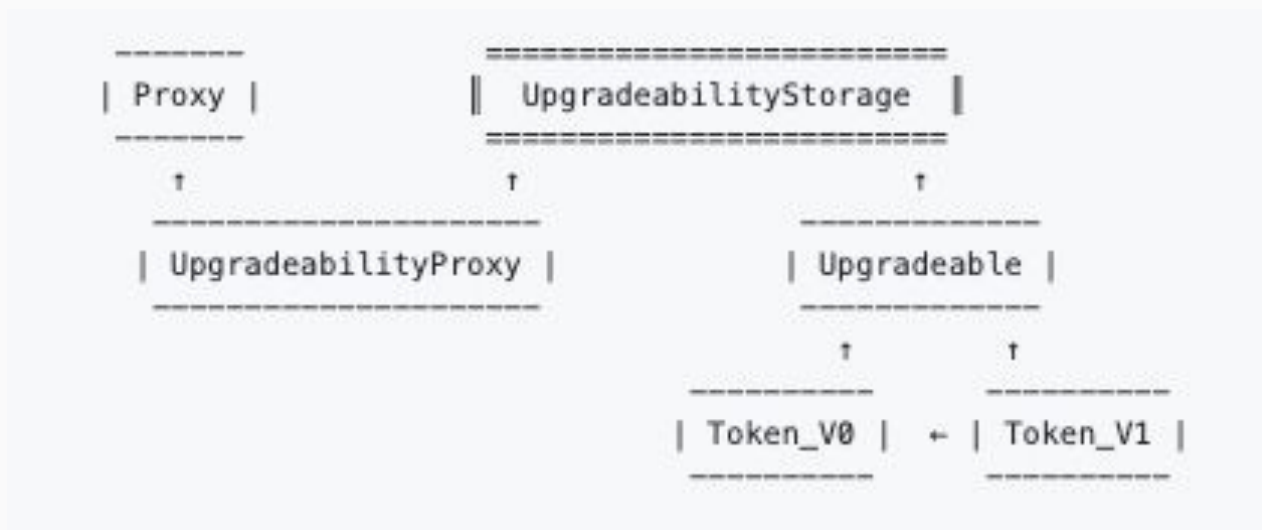 | Proxy | ║ UpgradeabilityStorage ║
↑ ↑ ↑
| UpgradeabilityProxy | | Upgradeable |
↑ ↑
| Token_V0 | ← | Token_V1 |